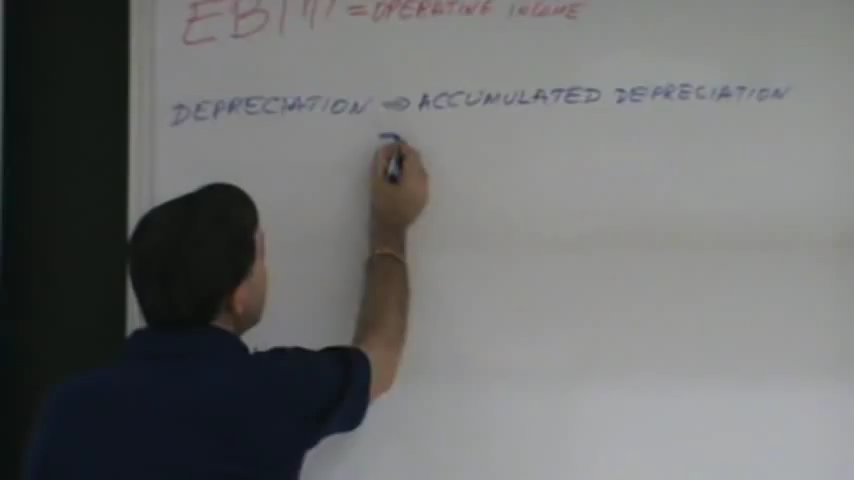 EBIT = OPERATING INCOME
DEPRECIATION => ACCUMULATED DEPRECIATION